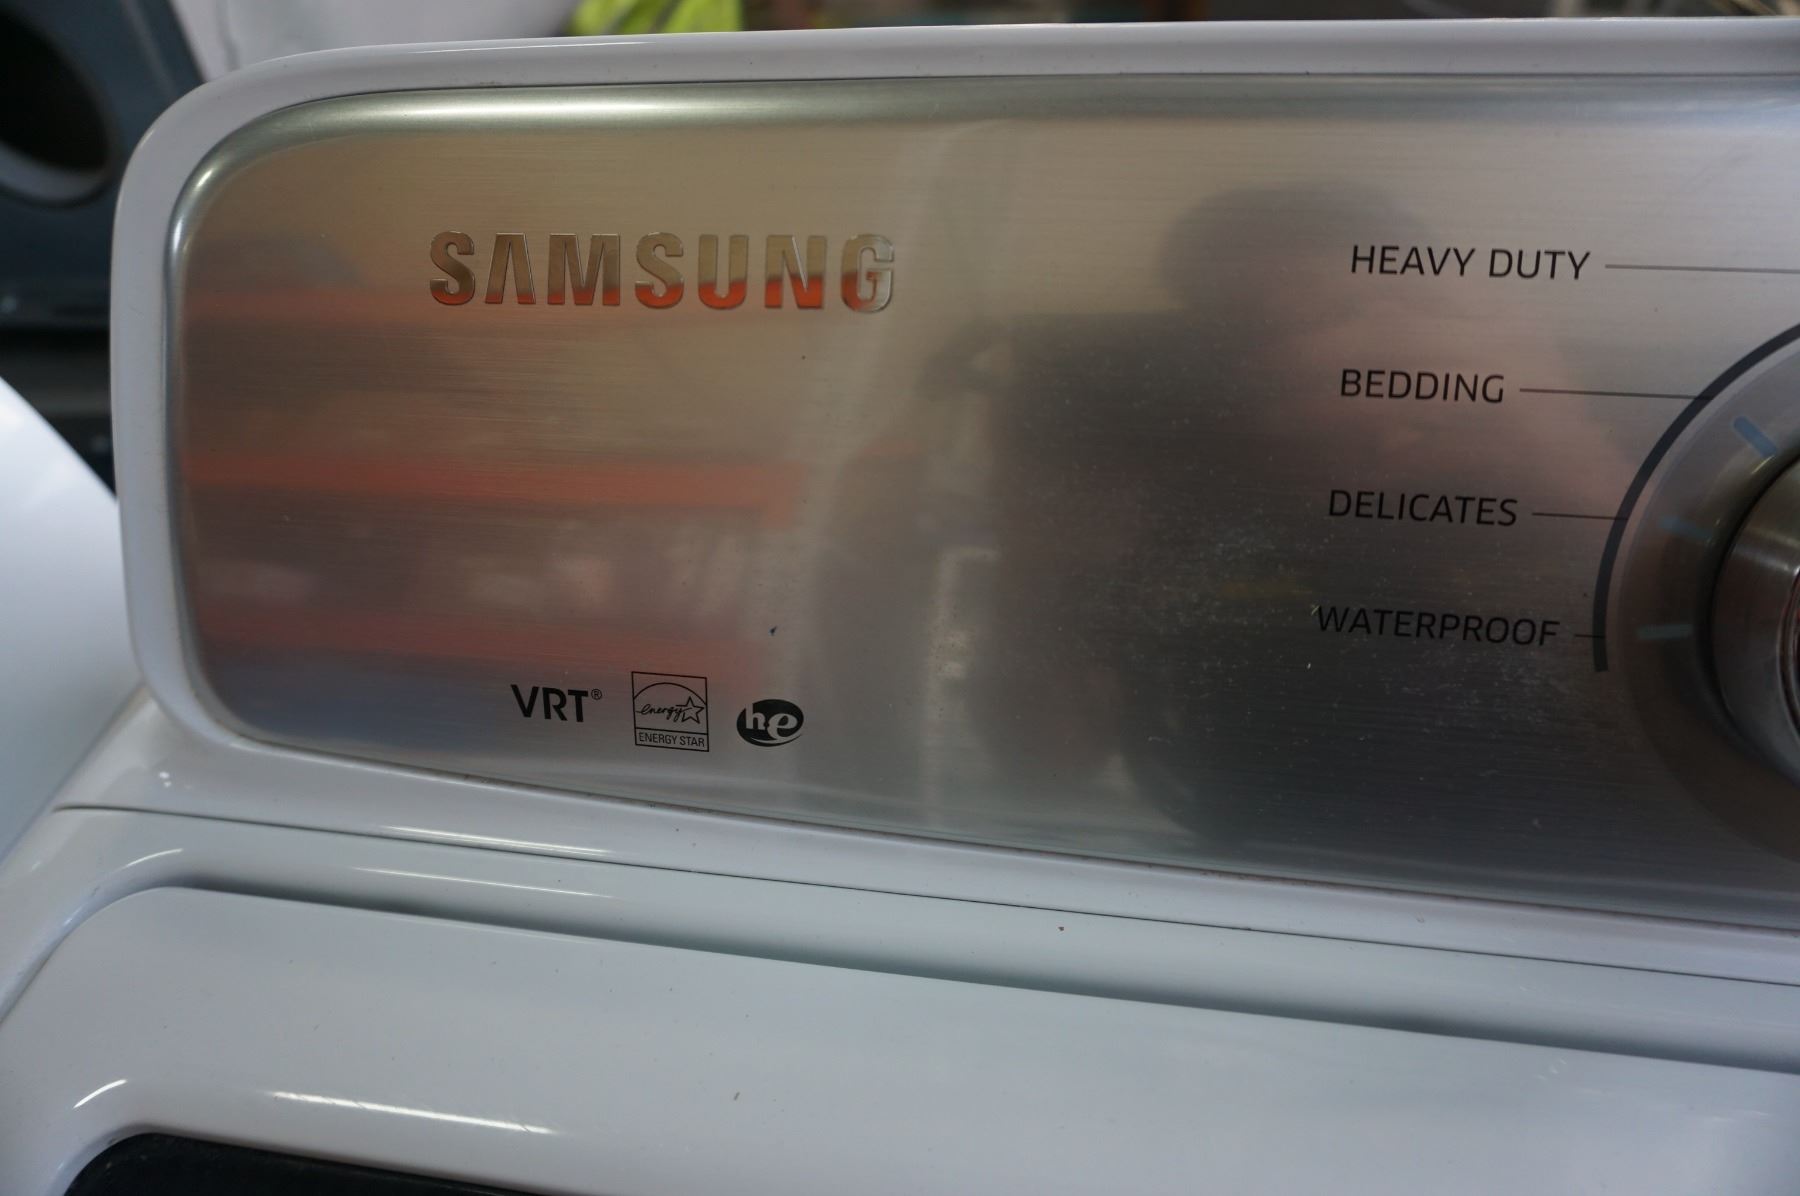 SAMSUNG
HEAVY DUTY
BEDDING
DELICATES
WATERPROOF
VRT®
energy
ENERGY STAR
he